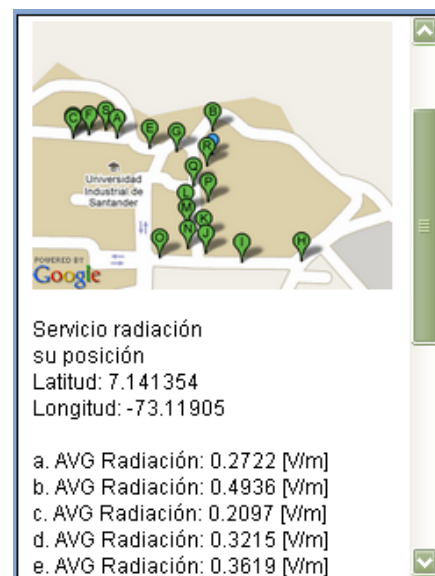 B
C
F
S
A
E
G
R
Q
P
L
M
K
N
J
O
I
H
Universidad
Industrial de
Santander
POWERED BY
Google
Servicio radiación
su posición
Latitud: 7.141354
Longitud: -73.11905
a. AVG Radiación: 0.2722 [V/m]
b. AVG Radiación: 0.4936 [V/m]
c. AVG Radiación: 0.2097 [V/m]
d. AVG Radiación: 0.3215 [V/m]
e. AVG Radiación: 0.3619 [V/m]